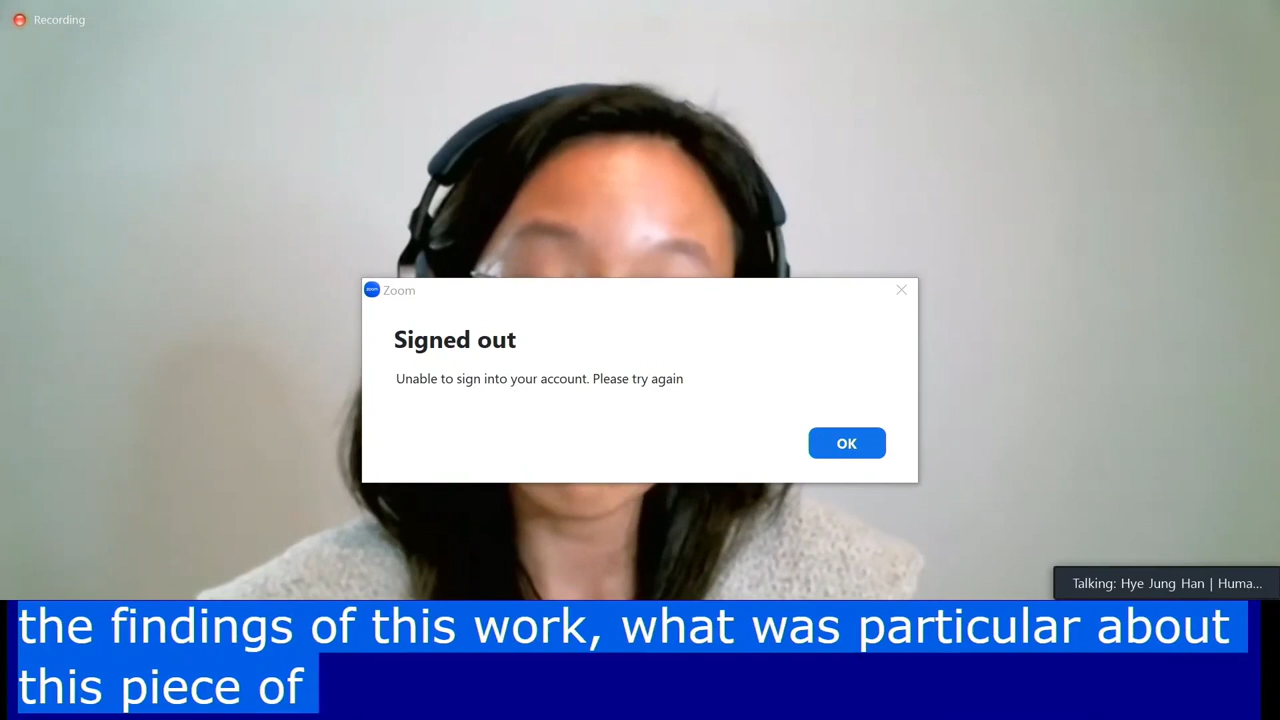 Recording
zoom
Zoom
Signed out
Unable to sign into your account. Please try again
OK
Talking: Hye Jung Han | Huma...
the findings of this work, what was particular about
this piece of